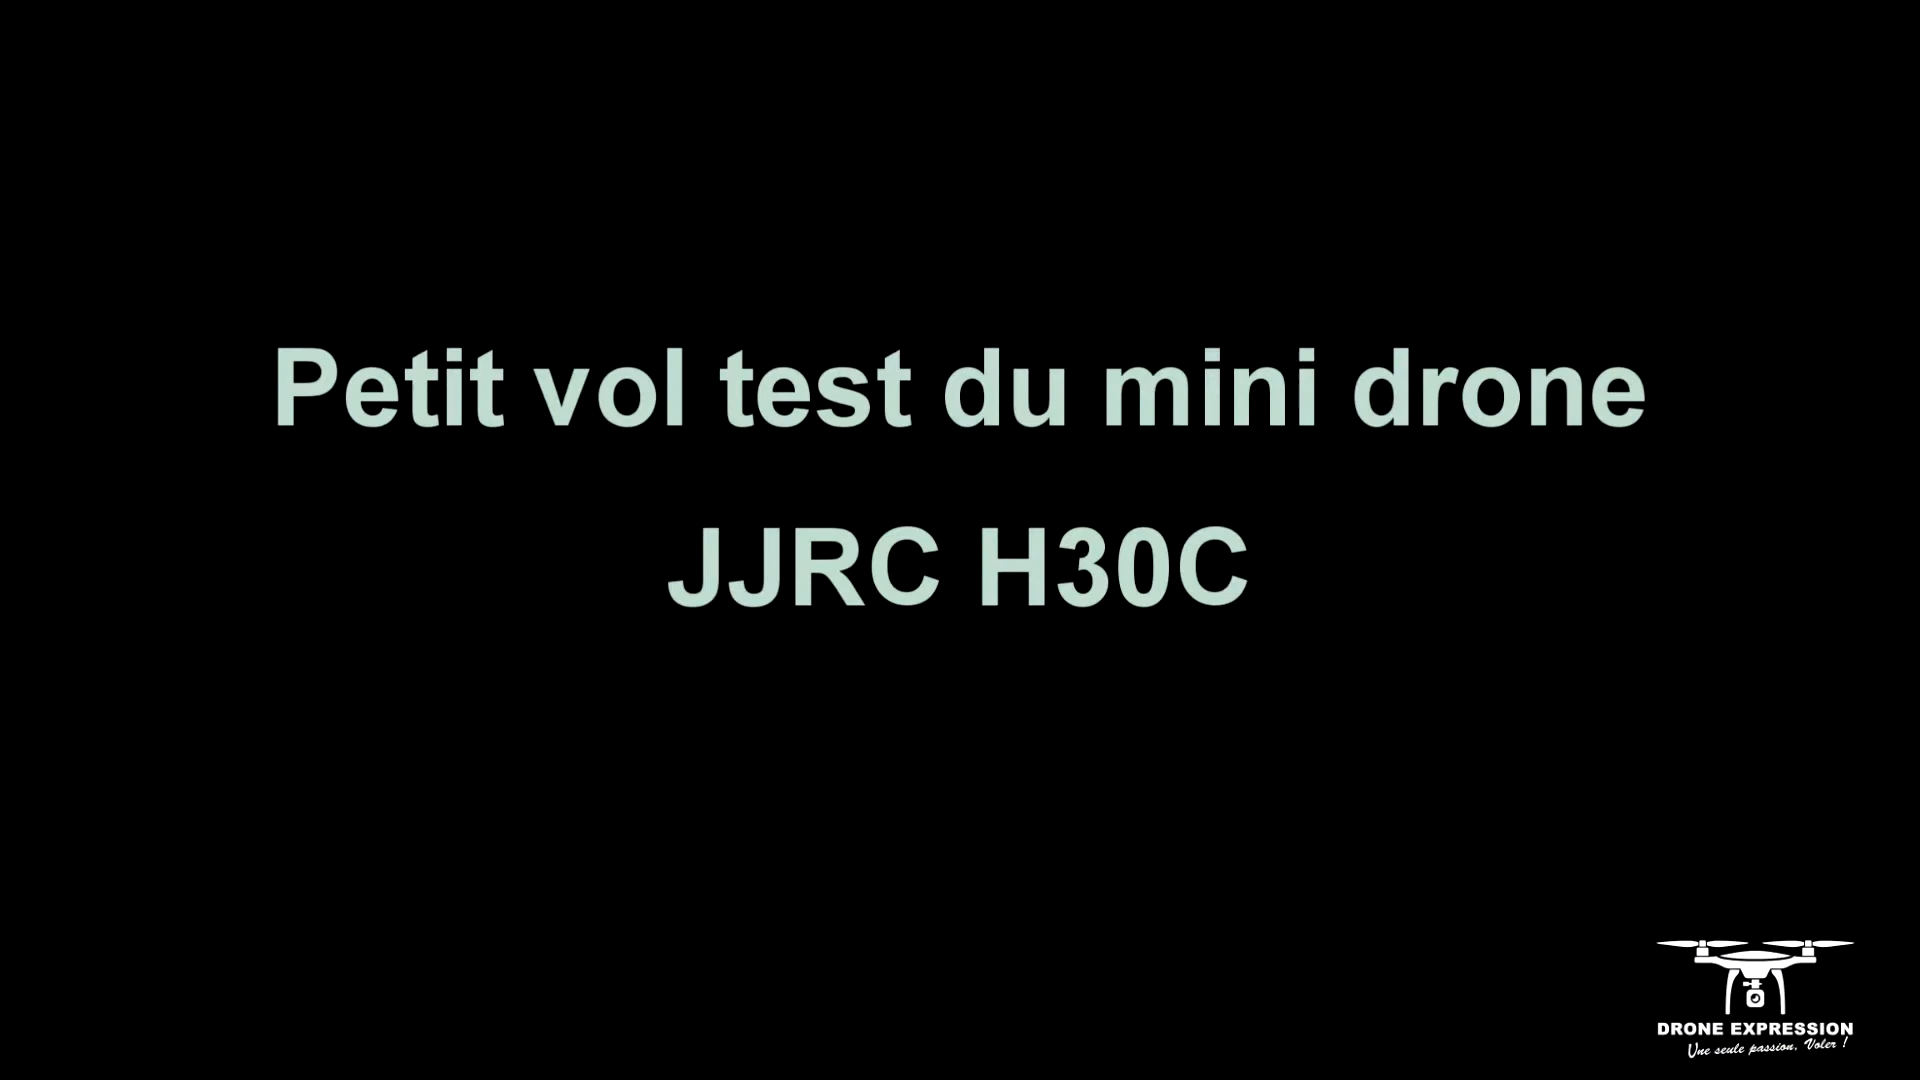 Petit vol test du mini drone
JJRC H30C
DRONE EXPRESSION
Une seule passion, Voler !